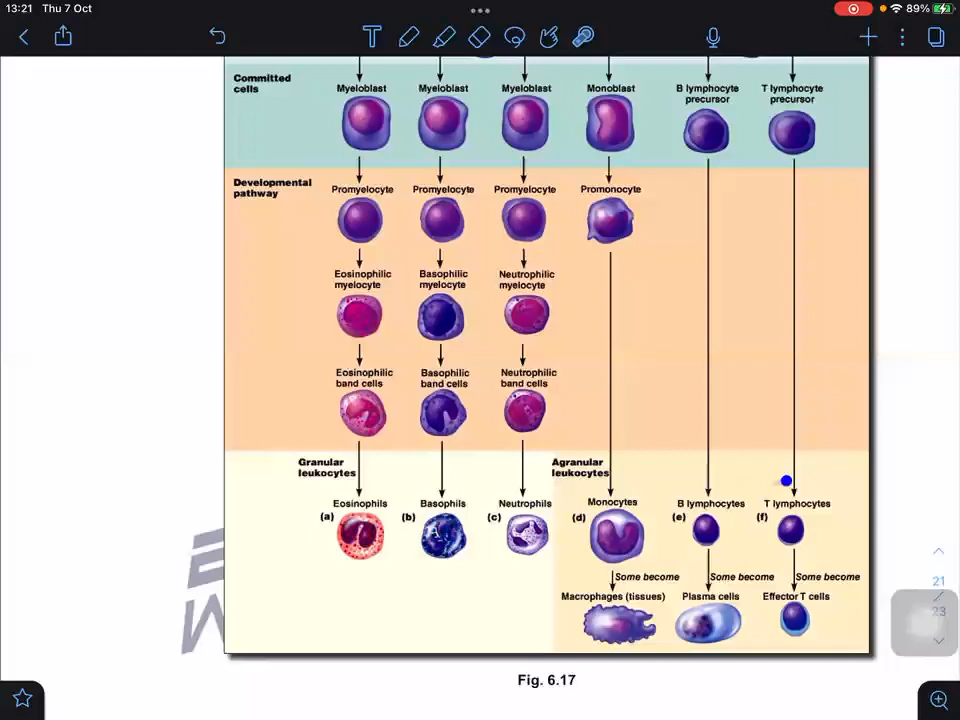 13:21 Thu 7 Oct
89%
Committed
cells
Myeloblast
Myeloblast
Myeloblast
Monoblast
B lymphocyte
precursor
T lymphocyte
precursor
Developmental
pathway
Promyelocyte
Promyelocyte
Promyelocyte
Promonocyte
Eosinophilic
myelocyte
Basophilic
myelocyte
Neutrophilic
myelocyte
Eosinophilic
band cells
Basophilic
band cells
Neutrophilic
band cells
Granular
leukocytes
Agranular
leukocytes
Eosinophils
(a)
Basophils
(b)
Neutrophils
(c)
Monocytes
(d)
B lymphocytes
(e)
T lymphocytes
(f)
Some become
Some become
Some become
Macrophages (tissues)
Plasma cells
Effector T cells
Fig. 6.17
21
/
23